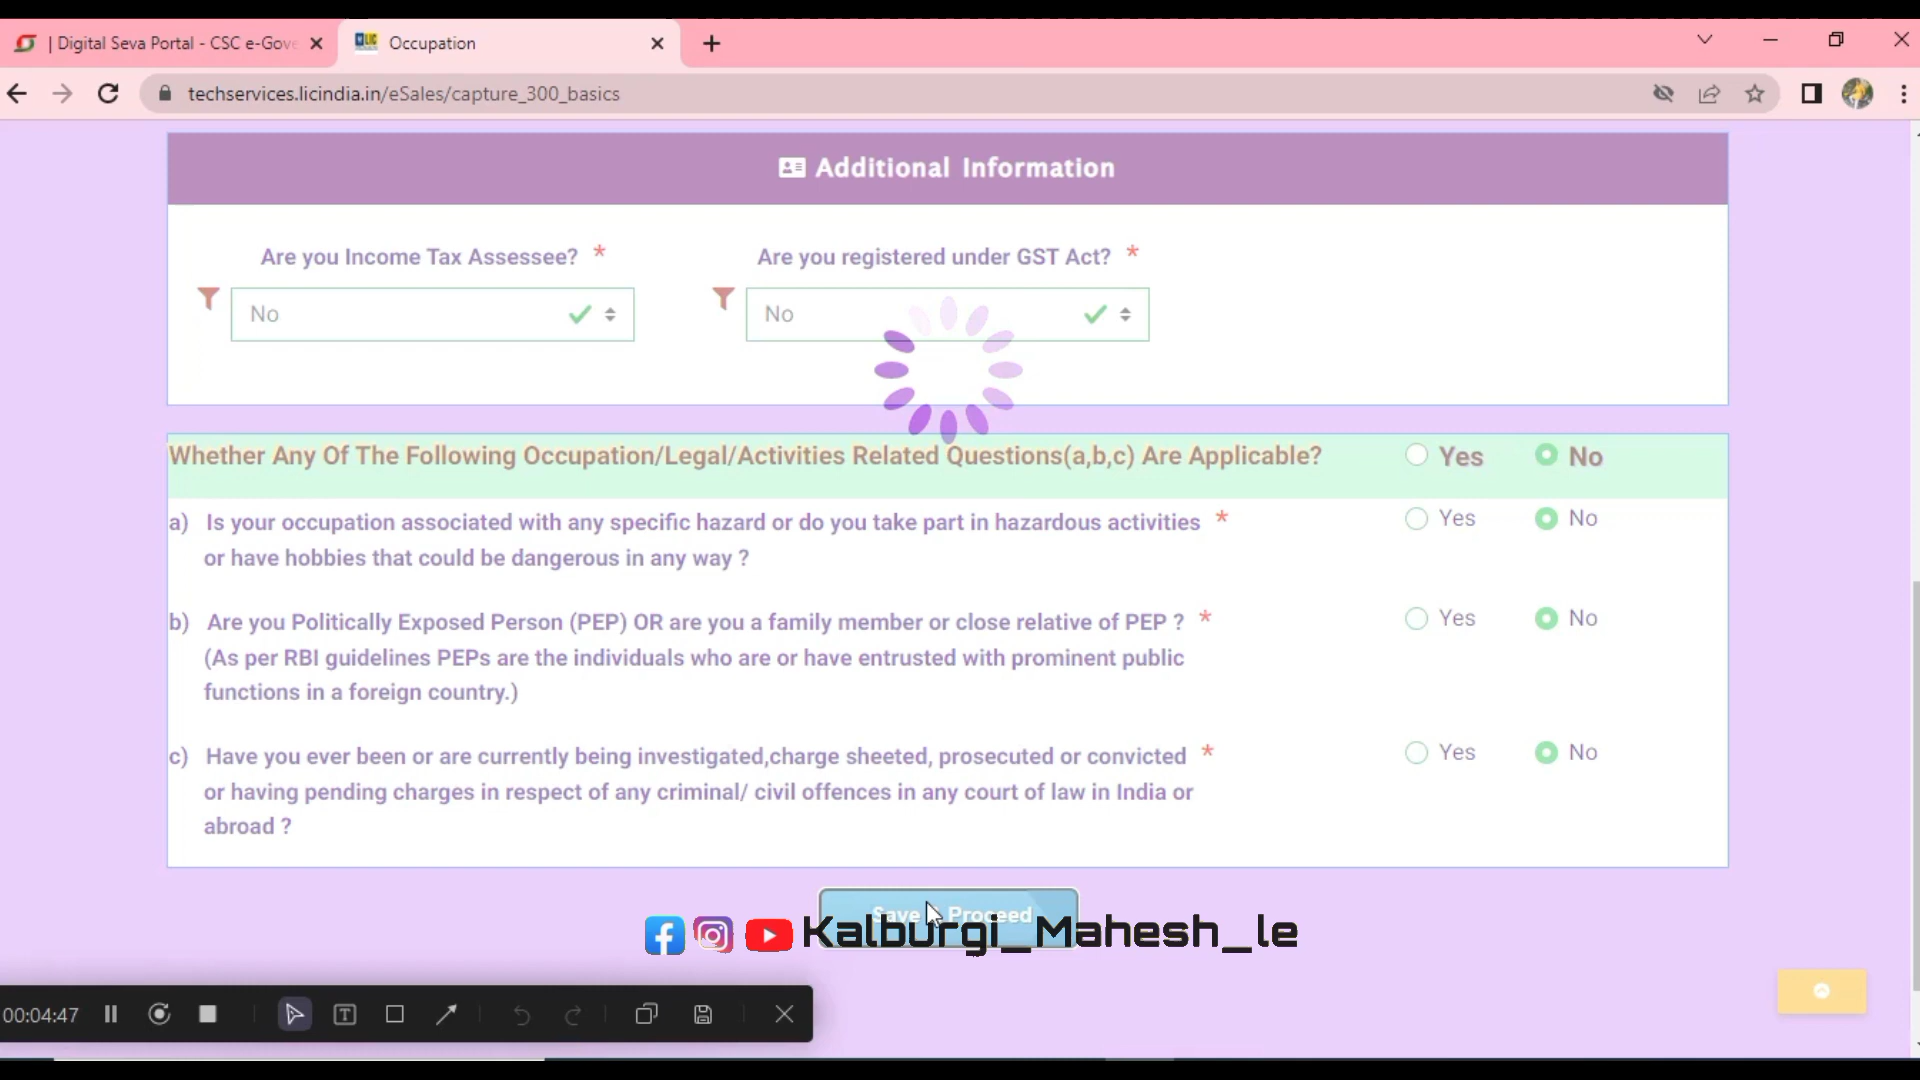 | Digital Seva Portal - CSC e-Gove
Occupation
techservices.licindia.in/eSales/capture_300_basics
Additional Information
Are you Income Tax Assessee? *
Are you registered under GST Act? *
No
No
Whether Any Of The Following Occupation/Legal/Activities Related Questions(a,b,c) Are Applicable?
Yes
No
a) Is your occupation associated with any specific hazard or do you take part in hazardous activities *
or have hobbies that could be dangerous in any way ?
Yes
No
b) Are you Politically Exposed Person (PEP) OR are you a family member or close relative of PEP ? *
(As per RBI guidelines PEPs are the individuals who are or have entrusted with prominent public
functions in a foreign country.)
Yes
No
c) Have you ever been or are currently being investigated,charge sheeted, prosecuted or convicted *
or having pending charges in respect of any criminal/ civil offences in any court of law in India or
abroad ?
Yes
No
Save Proceed
Kalburgi_Mahesh_le
00:04:47